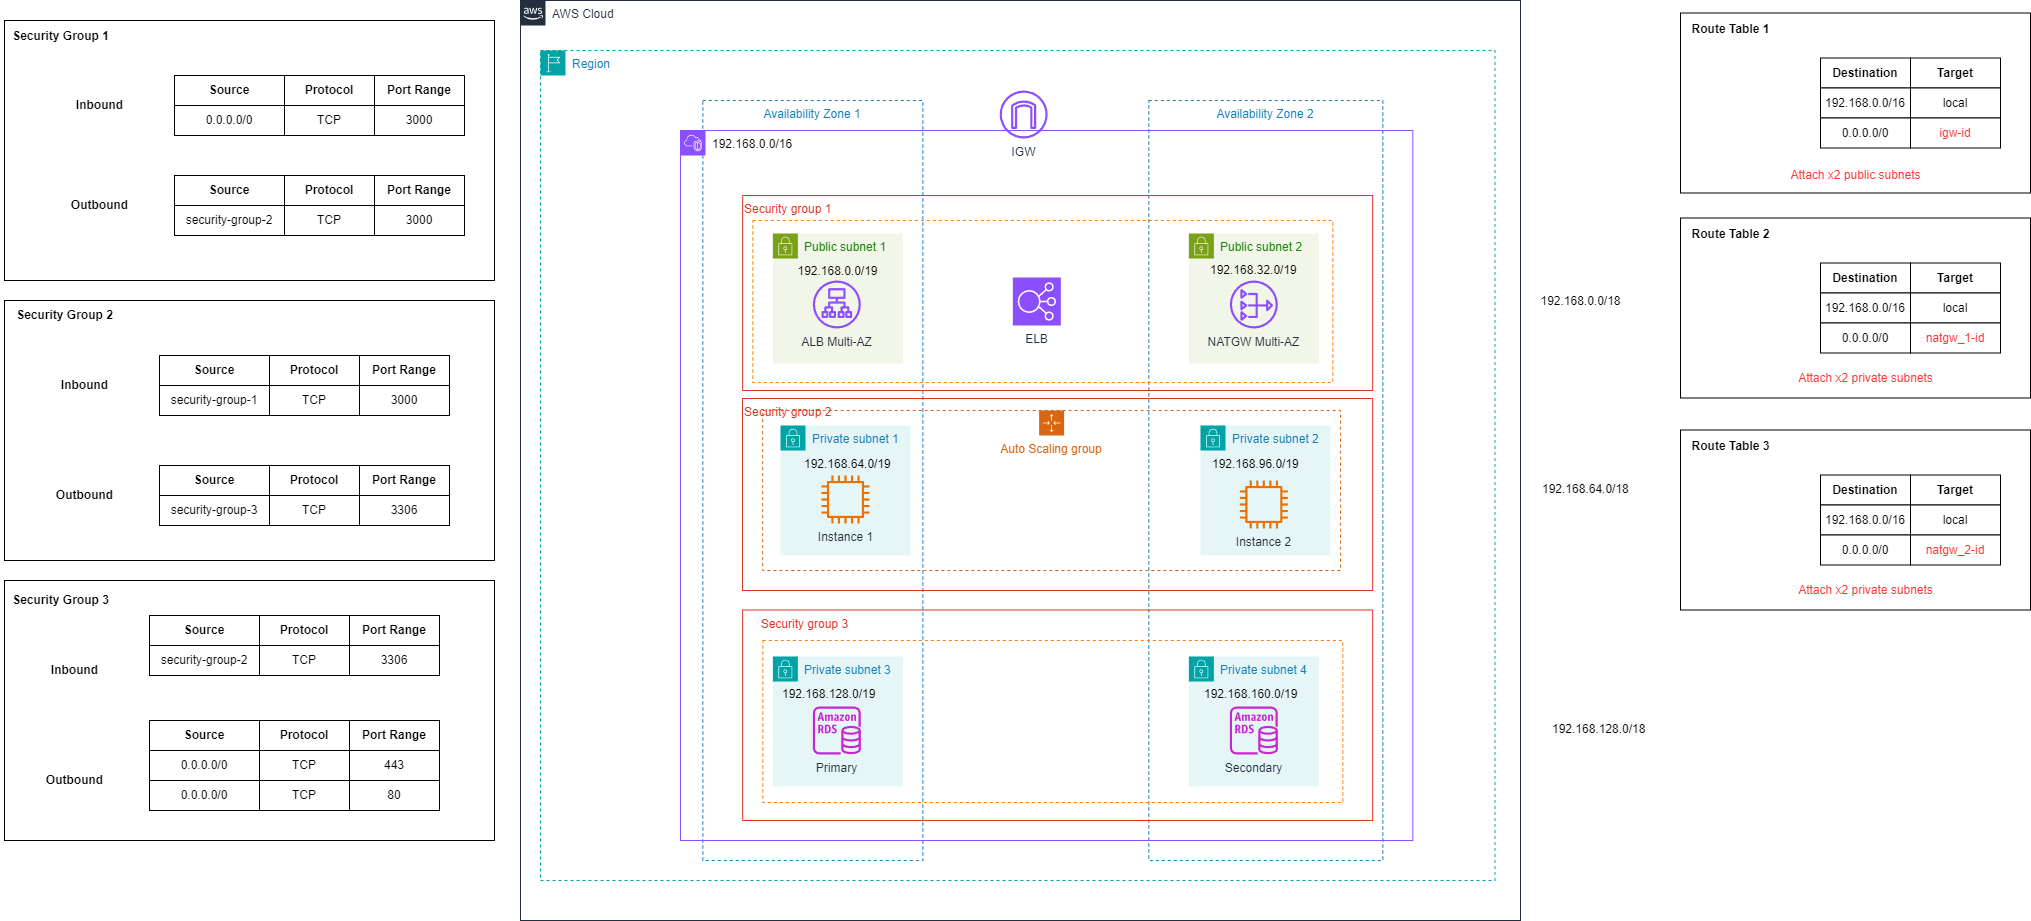 Security Group 1
Inbound
Source Protocol Port Range
0.0.0.0/0 TCP 3000
Outbound
Source Protocol Port Range
security-group-2 TCP 3000
Security Group 2
Inbound
Source Protocol Port Range
security-group-1 TCP 3000
Outbound
Source Protocol Port Range
security-group-3 TCP 3306
Security Group 3
Inbound
Source Protocol Port Range
security-group-2 TCP 3306
Outbound
Source Protocol Port Range
0.0.0.0/0 TCP 443
0.0.0.0/0 TCP 80
aws AWS Cloud
Region
Availability Zone 1
Availability Zone 2
IGW
192.168.0.0/16
Security group 1
Public subnet 1
192.168.0.0/19
ALB Multi-AZ
ELB
Public subnet 2
192.168.32.0/19
NATGW Multi-AZ
Security group 2
Auto Scaling group
Private subnet 1
192.168.64.0/19
Instance 1
Private subnet 2
192.168.96.0/19
Instance 2
Security group 3
Private subnet 3
192.168.128.0/19
Amazon
RDS
Primary
Private subnet 4
192.168.160.0/19
Amazon
RDS
Secondary
192.168.0.0/18
192.168.64.0/18
192.168.128.0/18
Route Table 1
Destination Target
192.168.0.0/16 local
0.0.0.0/0 igw-id
Attach x2 public subnets
Route Table 2
Destination Target
192.168.0.0/16 local
0.0.0.0/0 natgw_1-id
Attach x2 private subnets
Route Table 3
Destination Target
192.168.0.0/16 local
0.0.0.0/0 natgw_2-id
Attach x2 private subnets